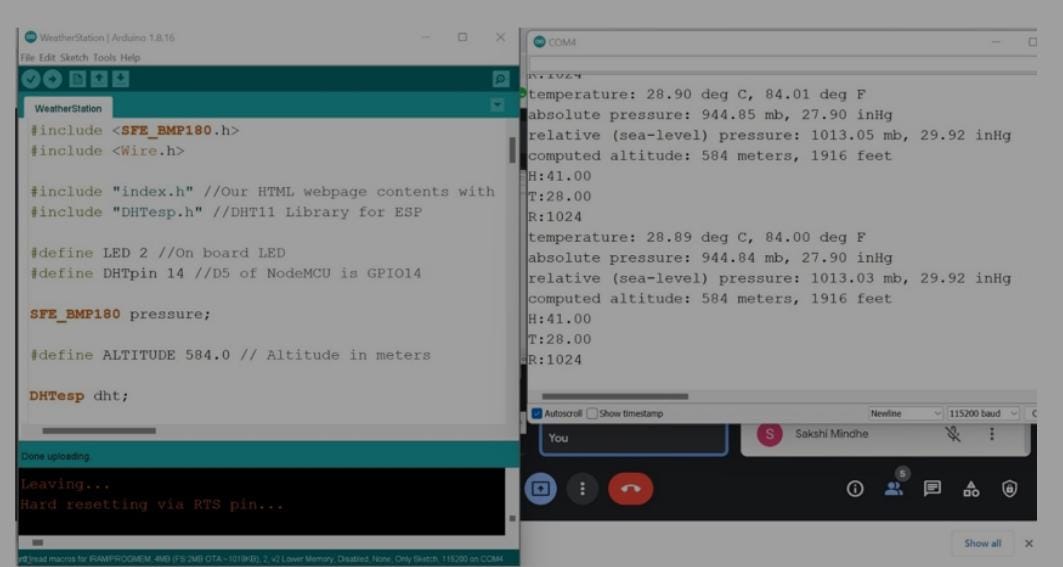 WeatherStation | Arduino 1.8.16
File Edit Sketch Tools Help
WeatherStation
#include <SFE_BMP180.h>
#include <Wire.h>
#include "index.h" //Our HTML webpage contents with
#include "DHTesp.h" //DHT11 Library for ESP
#define LED 2 //On board LED
#define DHTpin 14 //D5 of NodeMCU is GPIO14
SFE_BMP180 pressure;
#define ALTITUDE 584.0 // Altitude in meters
DHTesp dht;
Done uploading.
Leaving...
Hard resetting via RTS pin...
read macros for IRAM/PROGMEM, 4MB (FS:2MB OTA:~1019KB), 2, v2 Lower Memory, Disabled, None, Only Sketch, 115200 on COM4
COM4
R:1024
temperature: 28.90 deg C, 84.01 deg F
absolute pressure: 944.85 mb, 27.90 inHg
relative (sea-level) pressure: 1013.05 mb, 29.92 inHg
computed altitude: 584 meters, 1916 feet
H:41.00
T:28.00
R:1024
temperature: 28.89 deg C, 84.00 deg F
absolute pressure: 944.84 mb, 27.90 inHg
relative (sea-level) pressure: 1013.03 mb, 29.92 inHg
computed altitude: 584 meters, 1916 feet
H:41.00
T:28.00
R:1024
Autoscroll Show timestamp Newline 115200 baud
You
S Sakshi Mindhe
5
Show all